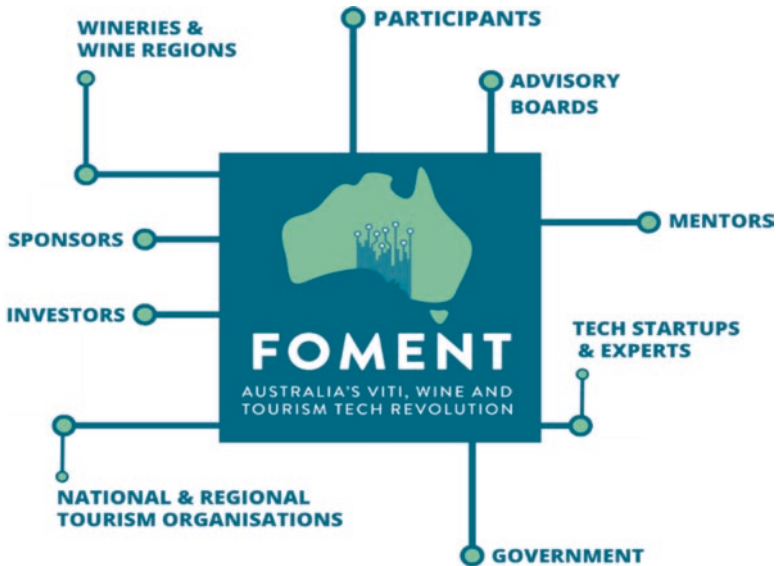 WINERIES &
WINE REGIONS
PARTICIPANTS
ADVISORY
BOARDS
SPONSORS
MENTORS
INVESTORS
TECH STARTUPS
& EXPERTS
FOMENT
AUSTRALIA'S VITI, WINE AND
TOURISM TECH REVOLUTION
NATIONAL & REGIONAL
TOURISM ORGANISATIONS
GOVERNMENT